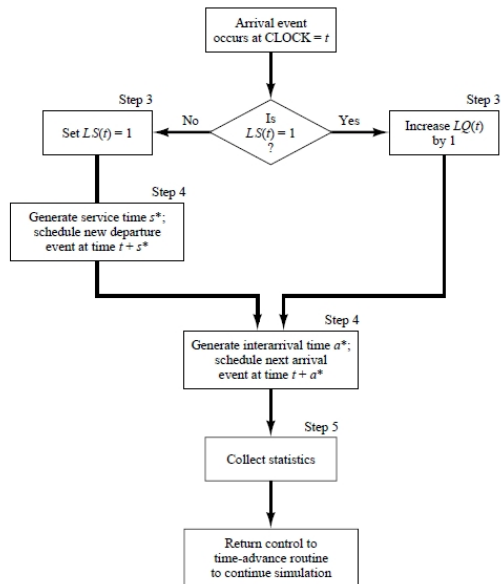 Arrival event
occurs at CLOCK = t
Step 3
Set LS(t) = 1
No
Is
LS(t) = 1
?
Yes
Step 3
Increase LQ(t)
by 1
Step 4
Generate service time s*;
schedule new departure
event at time t + s*
Step 4
Generate interarrival time a*;
schedule next arrival
event at time t + a*
Step 5
Collect statistics
Return control to
time-advance routine
to continue simulation